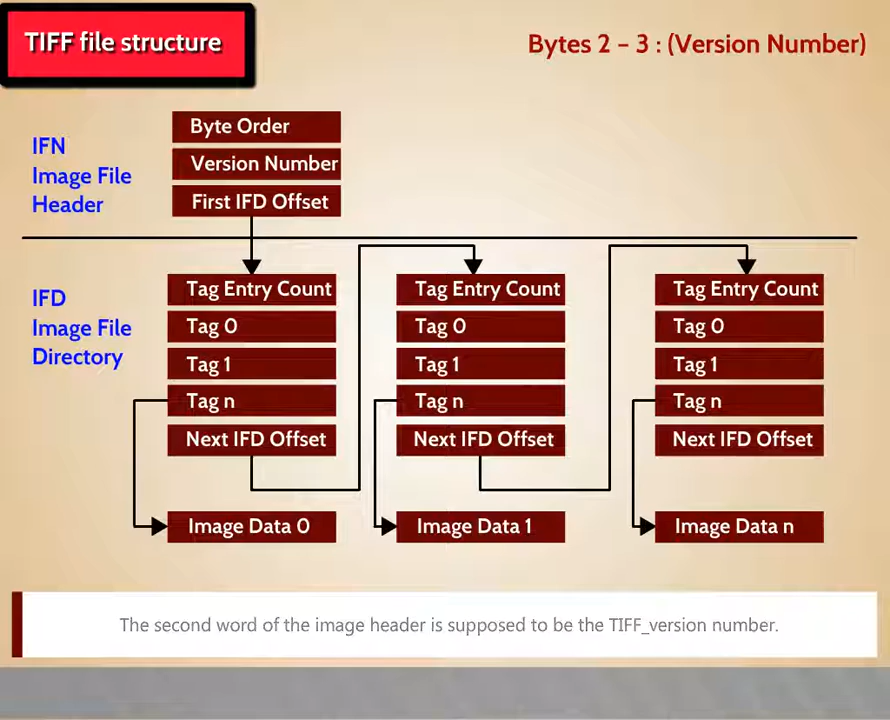 TIFF file structure
Bytes 2 – 3 : (Version Number)
IFN
Image File
Header
Byte Order
Version Number
First IFD Offset
IFD
Image File
Directory
Tag Entry Count
Tag 0
Tag 1
Tag n
Next IFD Offset
Image Data 0
Tag Entry Count
Tag 0
Tag 1
Tag n
Next IFD Offset
Image Data 1
Tag Entry Count
Tag 0
Tag 1
Tag n
Next IFD Offset
Image Data n
The second word of the image header is supposed to be the TIFF_version number.